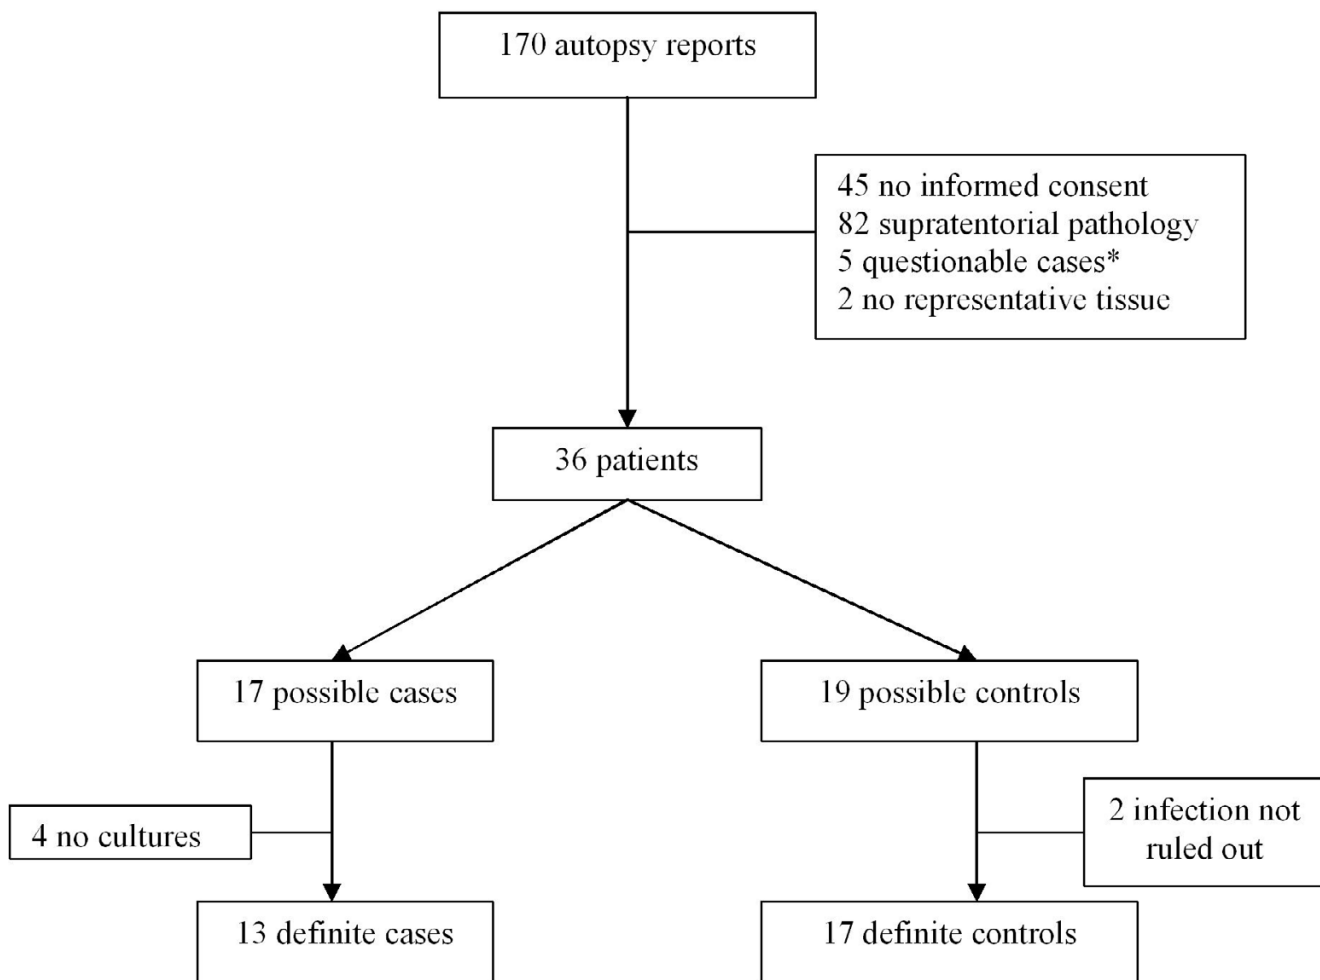 170 autopsy reports
45 no informed consent
82 supratentorial pathology
5 questionable cases*
2 no representative tissue
36 patients
17 possible cases
19 possible controls
4 no cultures
2 infection not
ruled out
13 definite cases
17 definite controls